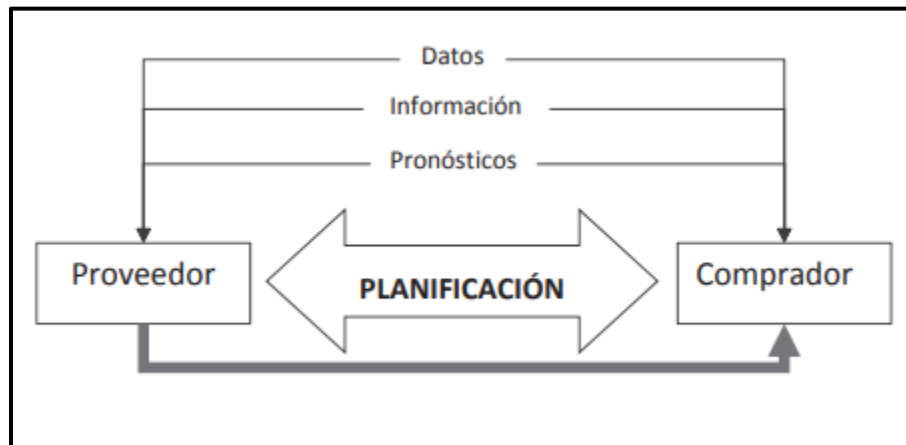 Datos
Información
Pronósticos
Proveedor
PLANIFICACIÓN
Comprador